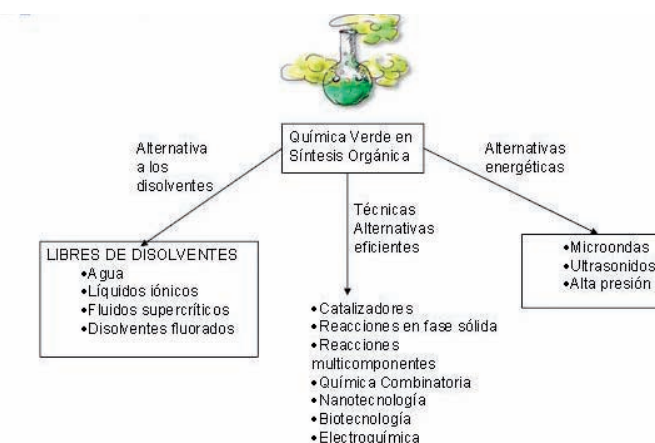 Química Verde en
Síntesis Orgánica
Alternativa
a los
disolventes
Alternativas
energéticas
Técnicas
Alternativas
eficientes
LIBRES DE DISOLVENTES
•Agua
•Líquidos iónicos
•Fluidos supercríticos
•Disolventes fluorados
•Microondas
•Ultrasonidos
•Alta presión
•Catalizadores
•Reacciones en fase sólida
•Reacciones
multicomponentes
•Química Combinatoria
•Nanotecnología
•Biotecnología
•Electroquímica